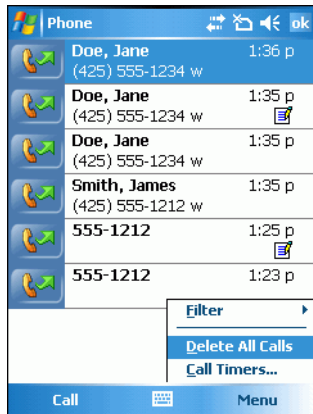 Phone ok
Doe, Jane 1:36 p
(425) 555-1234 w
Doe, Jane 1:35 p
(425) 555-1234 w
Doe, Jane 1:35 p
(425) 555-1234 w
Smith, James 1:35 p
(425) 555-1212 w
555-1212 1:25 p
555-1212 1:23 p
Filter
Delete All Calls
Call Timers...
Call Menu